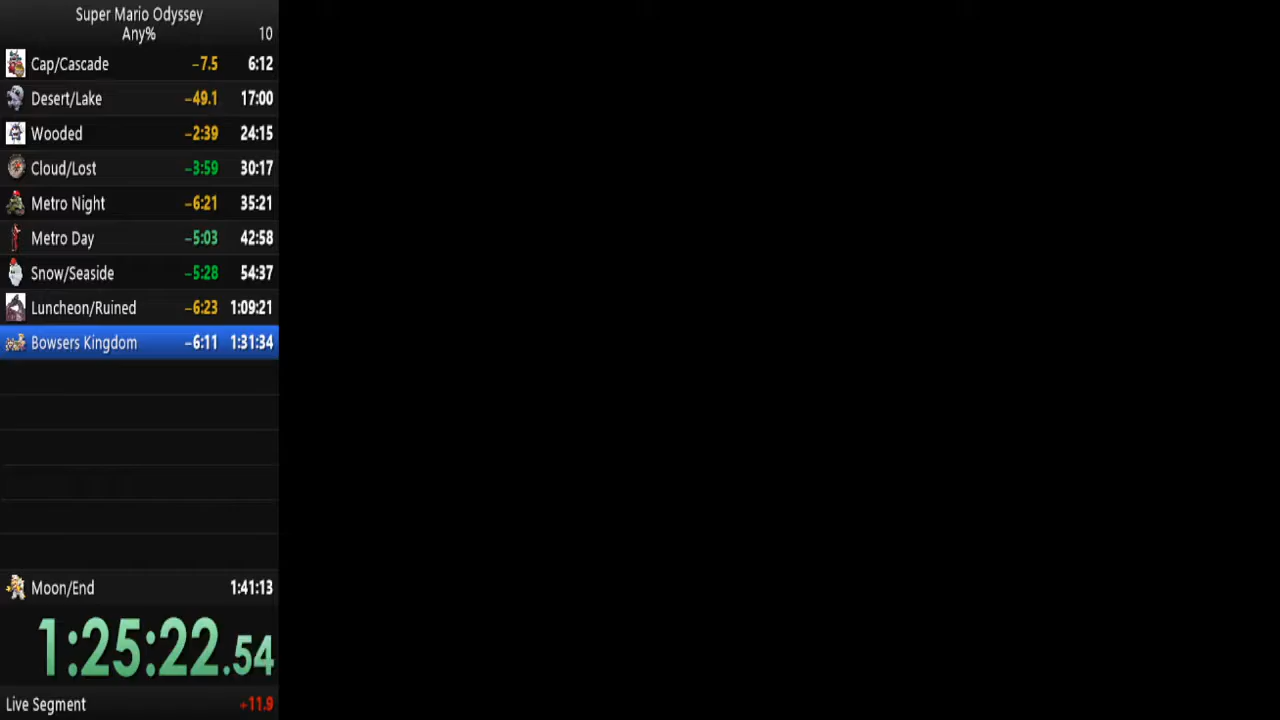 Super Mario Odyssey
Any% 10
Cap/Cascade −7.5 6:12
Desert/Lake −49.1 17:00
Wooded −2:39 24:15
Cloud/Lost −3:59 30:17
Metro Night −6:21 35:21
Metro Day −5:03 42:58
Snow/Seaside −5:28 54:37
Luncheon/Ruined −6:23 1:09:21
Bowsers Kingdom −6:11 1:31:34
Moon/End 1:41:13
1:25:22.54
Live Segment +11.9